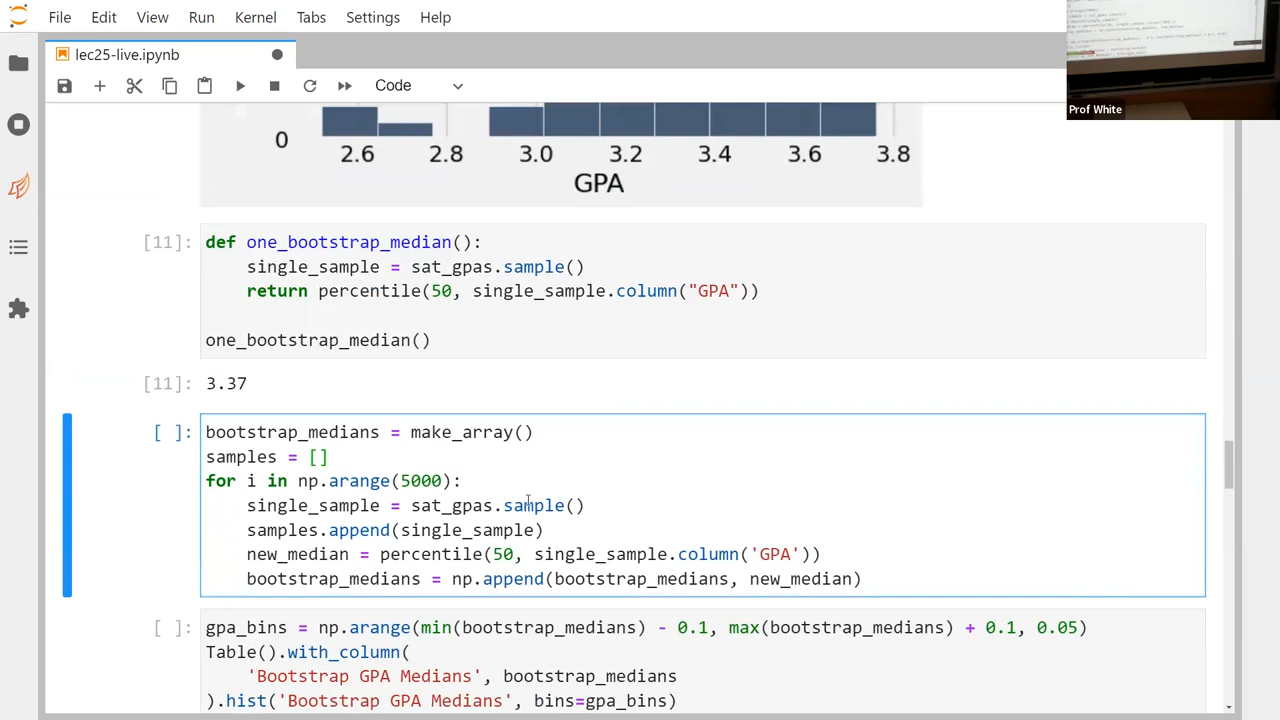 File Edit View Run Kernel Tabs Settings Help
lec25-live.ipynb
Code
Prof White
0
2.6 2.8 3.0 3.2 3.4 3.6 3.8
GPA
[11]: def one_bootstrap_median():
single_sample = sat_gpas.sample()
return percentile(50, single_sample.column("GPA"))
one_bootstrap_median()
[11]: 3.37
[ ]: bootstrap_medians = make_array()
samples = []
for i in np.arange(5000):
single_sample = sat_gpas.sample()
samples.append(single_sample)
new_median = percentile(50, single_sample.column('GPA'))
bootstrap_medians = np.append(bootstrap_medians, new_median)
[ ]: gpa_bins = np.arange(min(bootstrap_medians) - 0.1, max(bootstrap_medians) + 0.1, 0.05)
Table().with_column(
'Bootstrap GPA Medians', bootstrap_medians
).hist('Bootstrap GPA Medians', bins=gpa_bins)